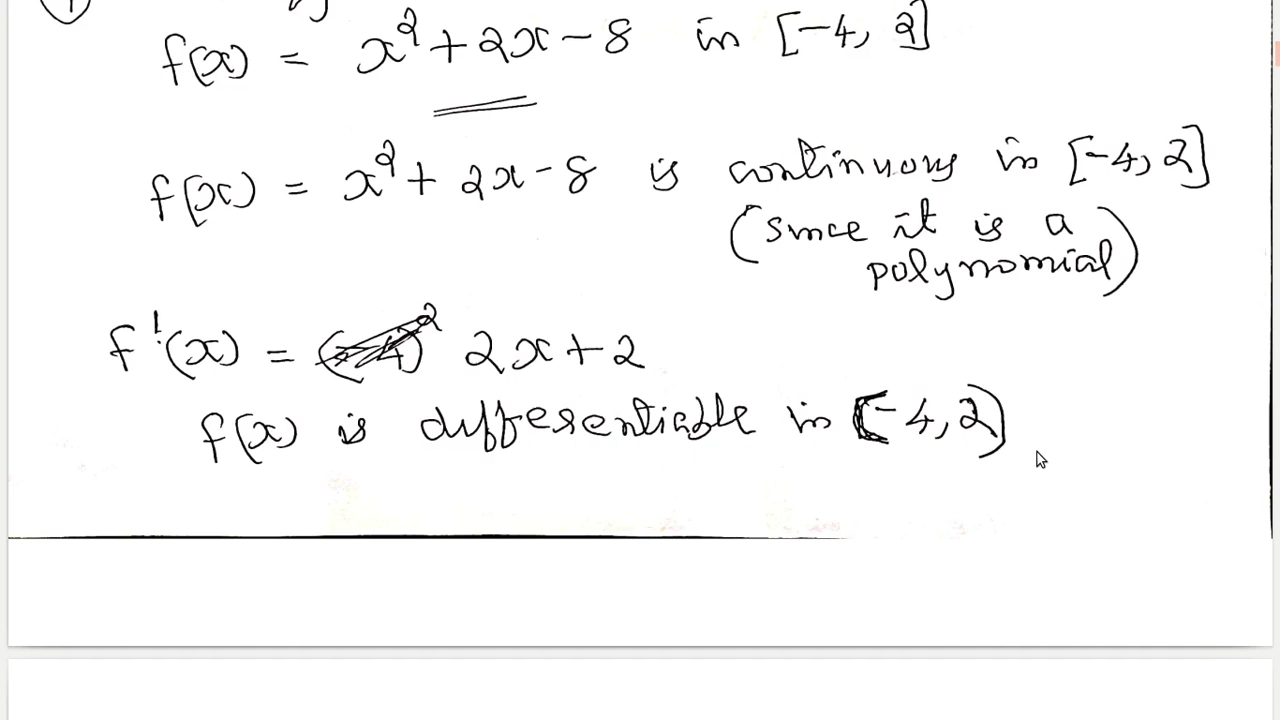 f(x) = x² + 2x - 8 in [-4, 2]
f(x) = x² + 2x - 8 is continuous in [-4, 2]
(since it is a
polynomial)
f'(x) = 2x + 2
f(x) is differentiable in (-4, 2)